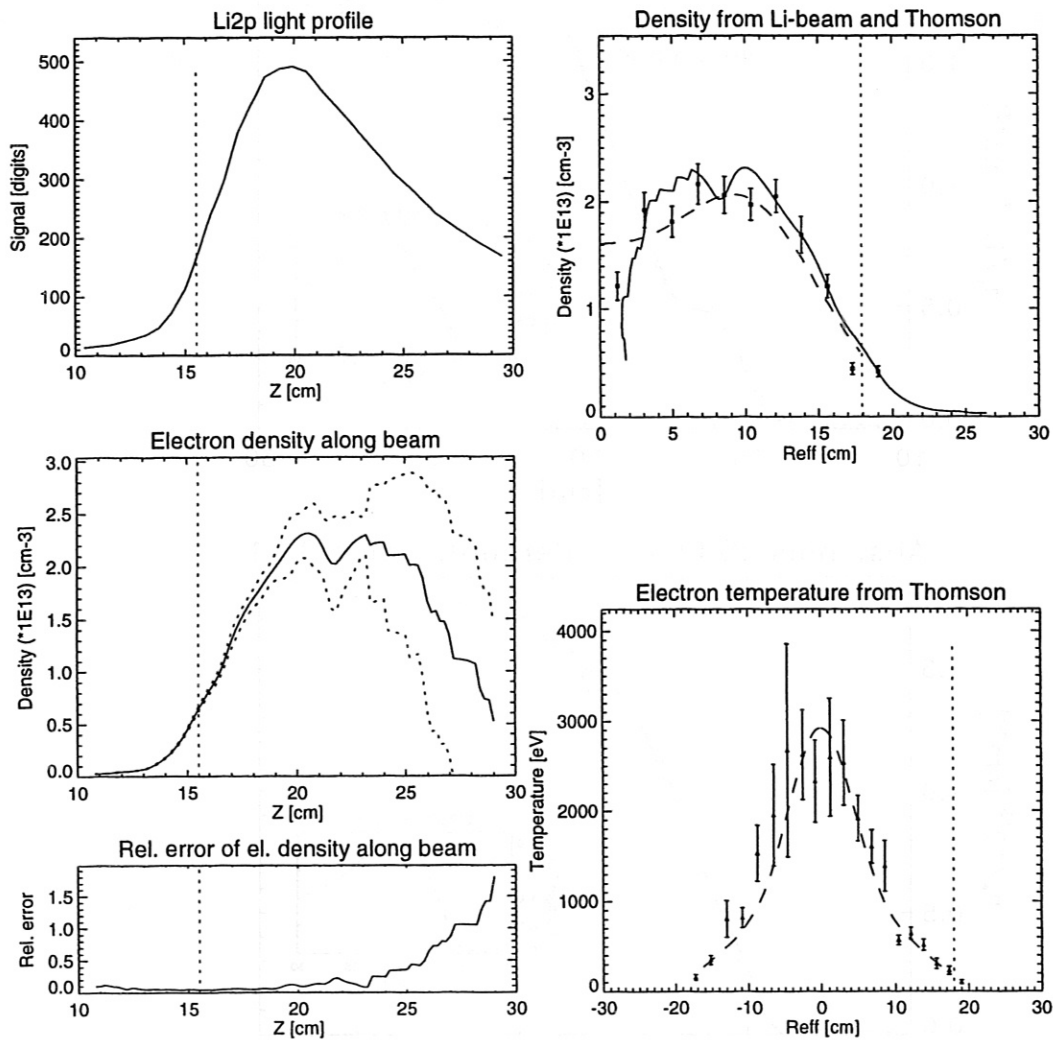 Li2p light profile
Signal [digits]
500
400
300
200
100
0
10 15 20 25 30
Z [cm]
Density from Li-beam and Thomson
Density (*1E13) [cm-3]
3
2
1
0
0 5 10 15 20 25 30
Reff [cm]
Electron density along beam
Density (*1E13) [cm-3]
3.0
2.5
2.0
1.5
1.0
0.5
0.0
10 15 20 25 30
Z [cm]
Electron temperature from Thomson
Temperature [eV]
4000
3000
2000
1000
0
-30 -20 -10 0 10 20 30
Reff [cm]
Rel. error of el. density along beam
Rel. error
1.5
1.0
0.5
0.0
10 15 20 25 30
Z [cm]